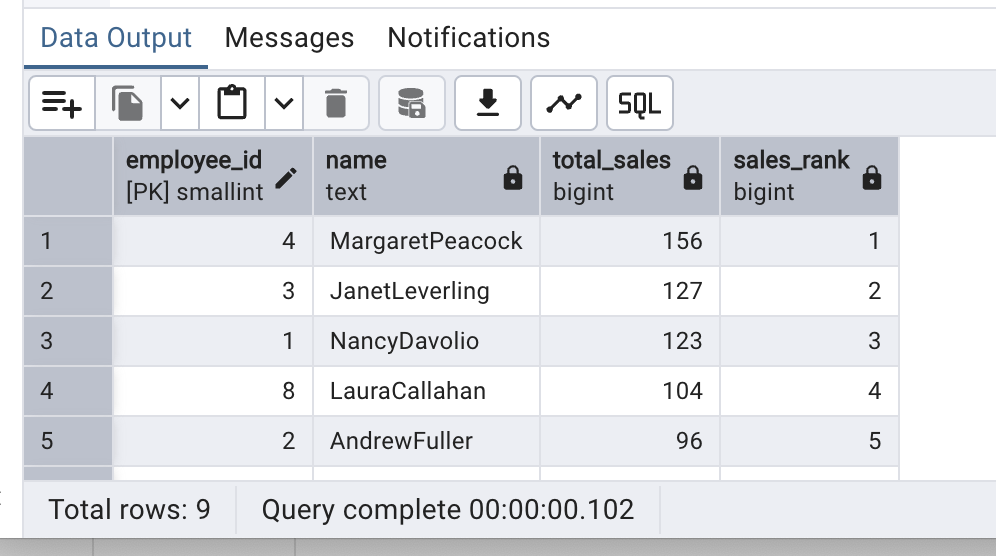 Data Output Messages Notifications
SQL
employee_id name total_sales sales_rank
[PK] smallint text bigint bigint
1 4 MargaretPeacock 156 1
2 3 JanetLeverling 127 2
3 1 NancyDavolio 123 3
4 8 LauraCallahan 104 4
5 2 AndrewFuller 96 5
Total rows: 9 Query complete 00:00:00.102